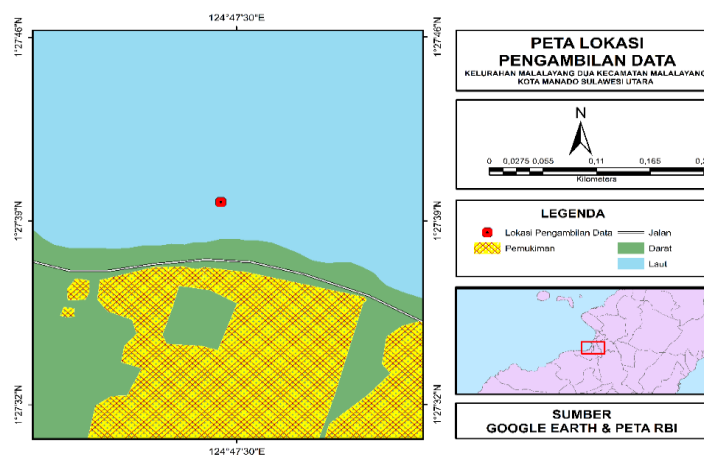 124°47'30"E
1°27'46"N
1°27'46"N
1°27'39"N
1°27'39"N
1°27'32"N
1°27'32"N
124°47'30"E
PETA LOKASI
PENGAMBILAN DATA
KELURAHAN MALALAYANG DUA KECAMATAN MALALAYANG
KOTA MANADO SULAWESI UTARA
N
0 0,0275 0,055 0,11 0,165
Kilometers
LEGENDA
Lokasi Pengambilan Data
Jalan
Pemukiman
Darat
Laut
SUMBER
GOOGLE EARTH & PETA RBI